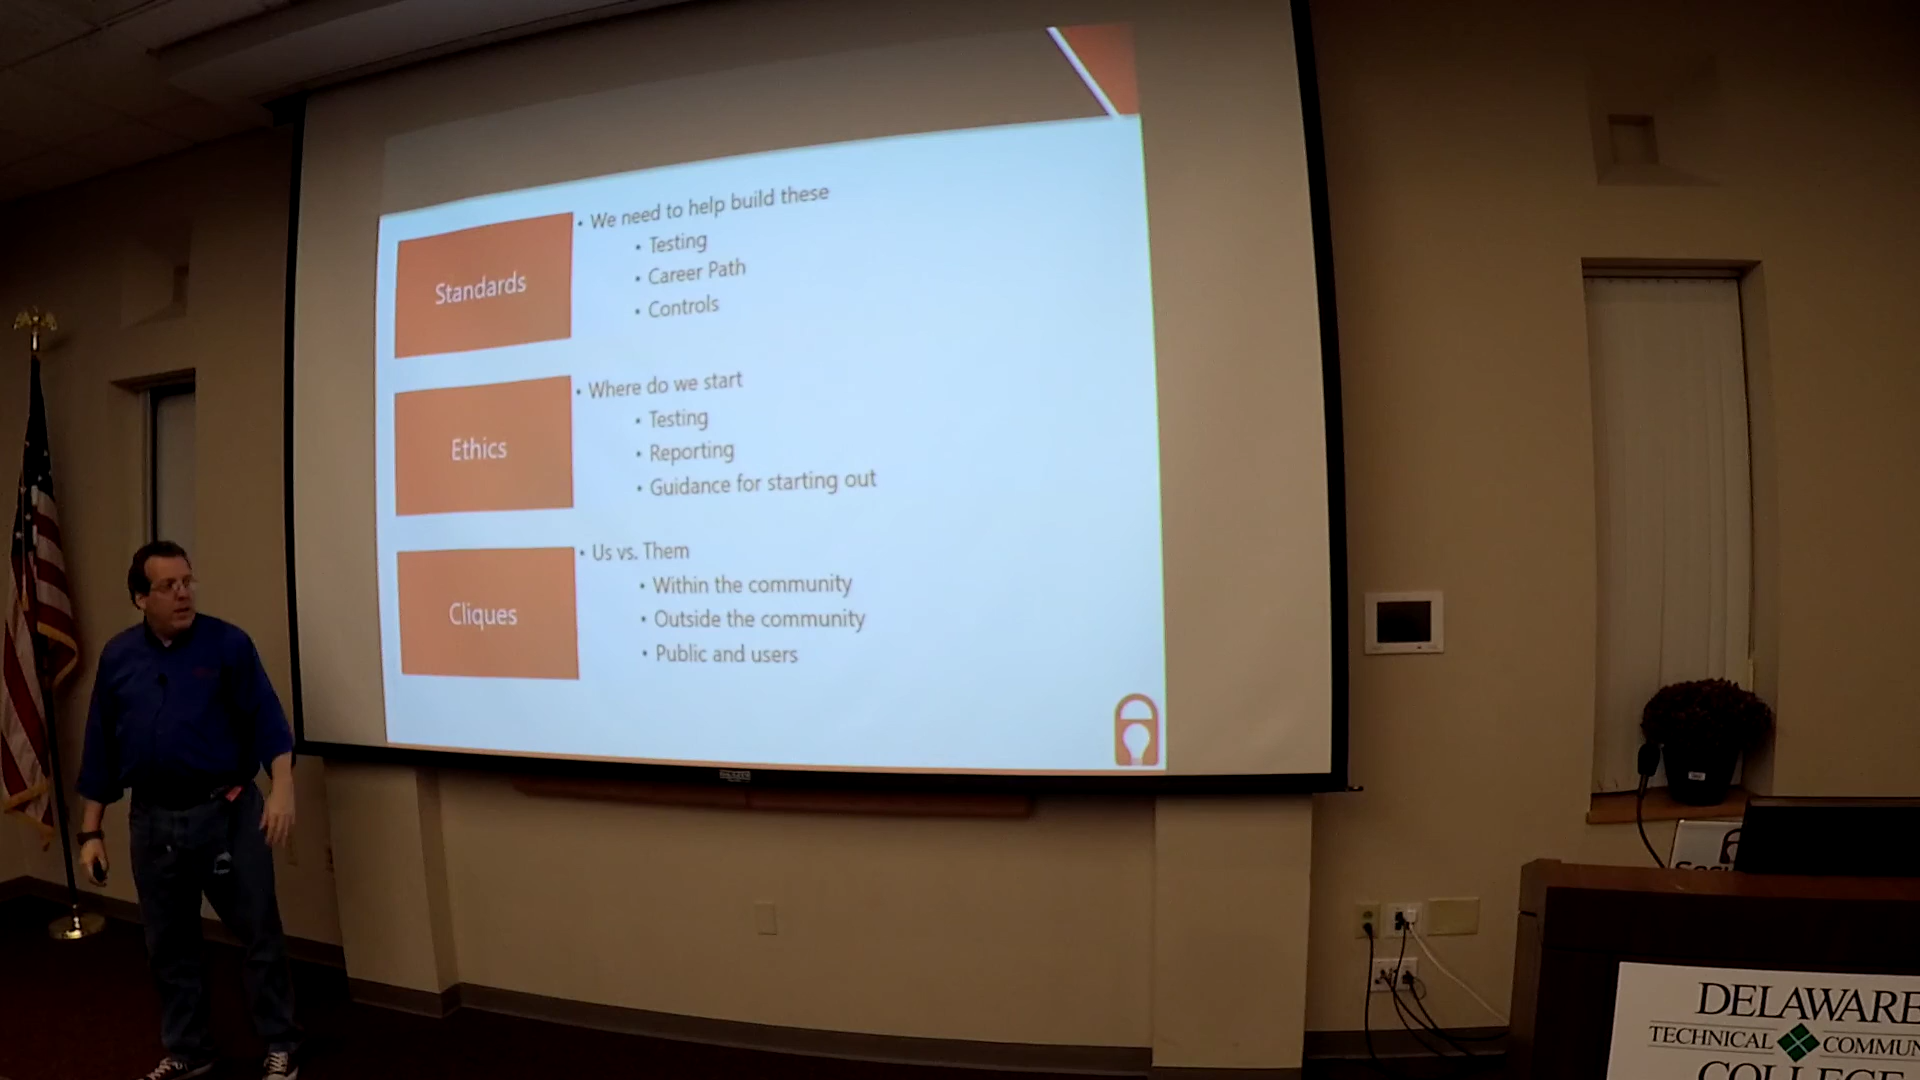 Standards
• We need to help build these
• Testing
• Career Path
• Controls
Ethics
• Where do we start
• Testing
• Reporting
• Guidance for starting out
Cliques
• Us vs. Them
• Within the community
• Outside the community
• Public and users
DELAWARE
TECHNICAL COMMUN
COLLEGE